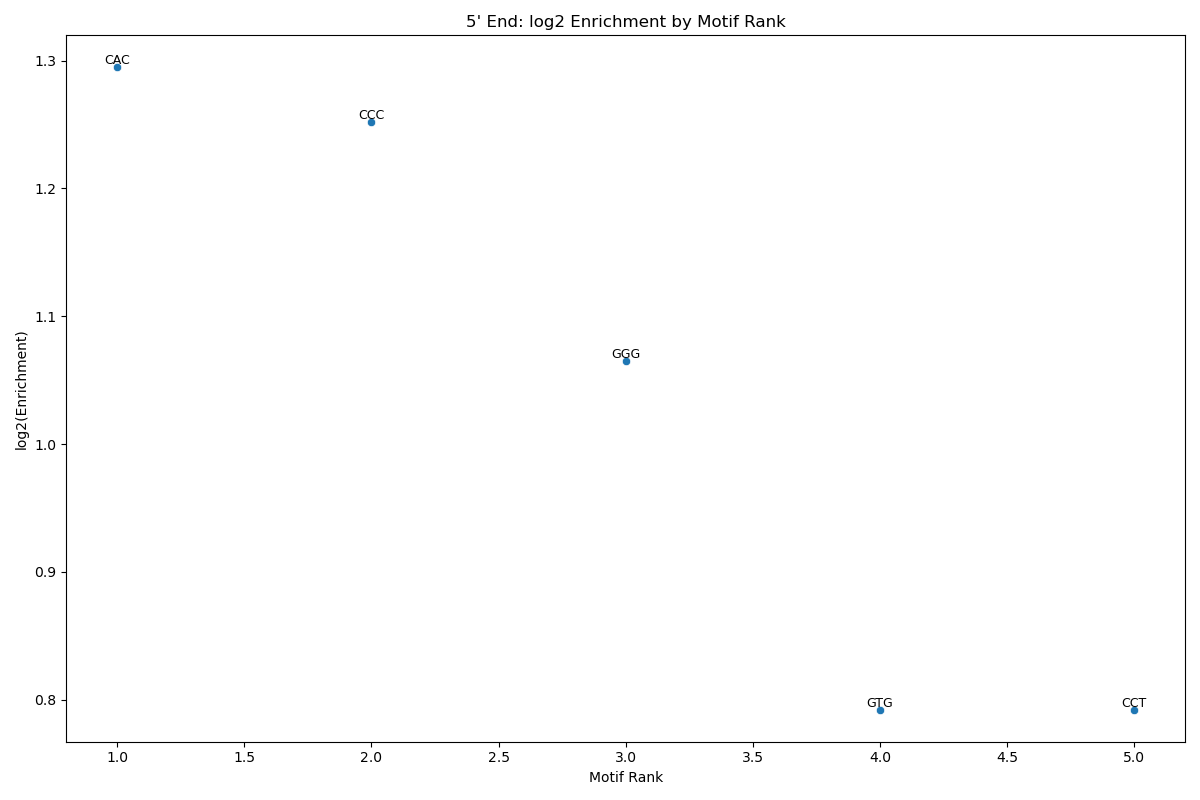 5' End: log2 Enrichment by Motif Rank
1.3
1.2
1.1
1.0
0.9
0.8
log2(Enrichment)
CAC
CCC
GGG
GTG
CCT
1.0 1.5 2.0 2.5 3.0 3.5 4.0 4.5 5.0
Motif Rank